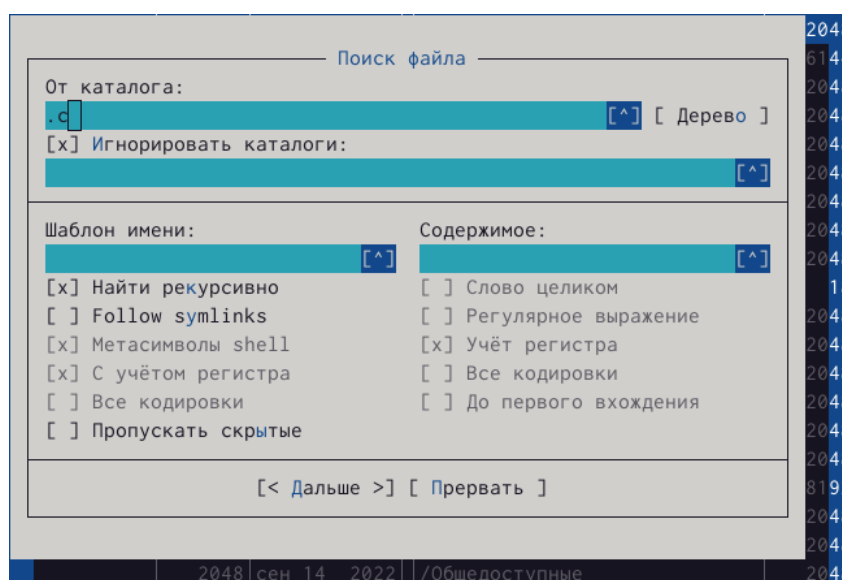 Поиск файла
От каталога:
.c [^] [ Дерево ]
[x] Игнорировать каталоги:
[^]
Шаблон имени: Содержимое:
[^] [^]
[x] Найти рекурсивно [ ] Слово целиком
[ ] Follow symlinks [ ] Регулярное выражение
[x] Метасимволы shell [x] Учёт регистра
[x] С учётом регистра [ ] Все кодировки
[ ] Все кодировки [ ] До первого вхождения
[ ] Пропускать скрытые
[< Дальше >] [ Прервать ]
2048 сен 14 2022 /Общедоступные